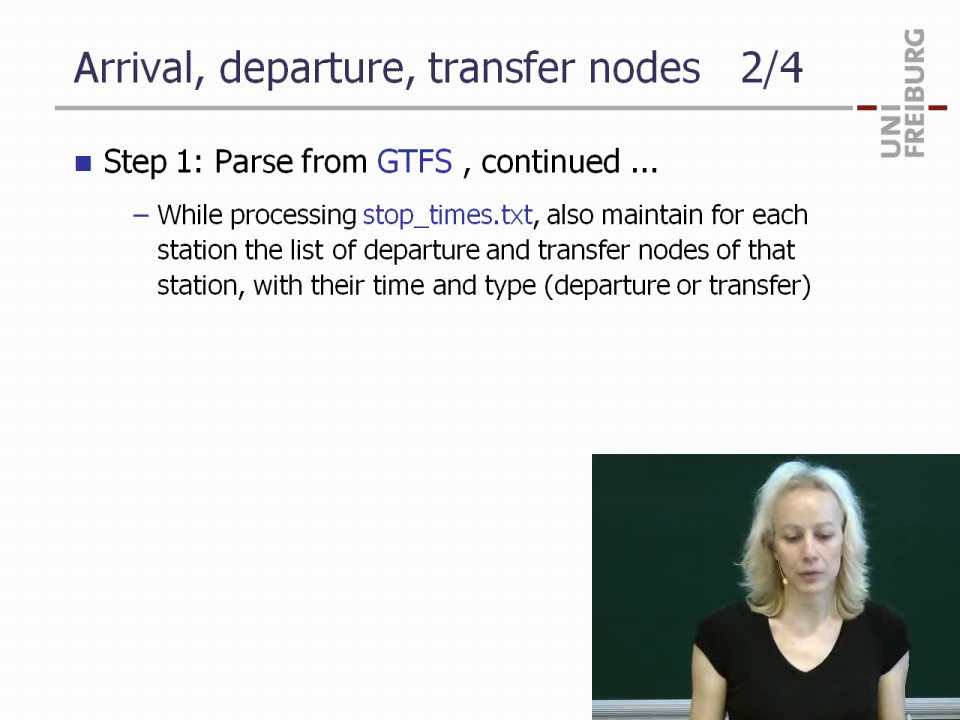 Arrival, departure, transfer nodes 2/4
UNI
FREIBURG
Step 1: Parse from GTFS , continued ...
– While processing stop_times.txt, also maintain for each
station the list of departure and transfer nodes of that
station, with their time and type (departure or transfer)